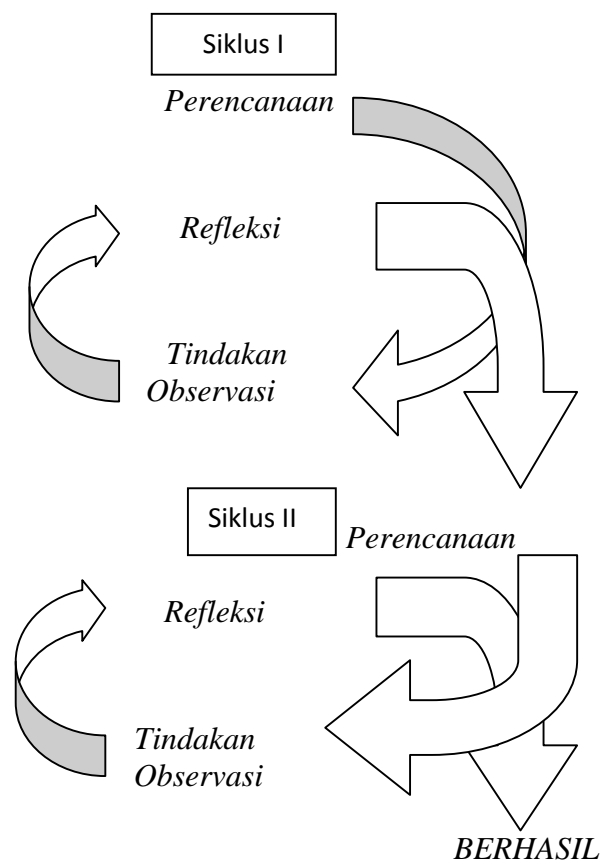 Siklus I
Perencanaan
Refleksi
Tindakan
Observasi
Siklus II
Perencanaan
Refleksi
Tindakan
Observasi
BERHASIL